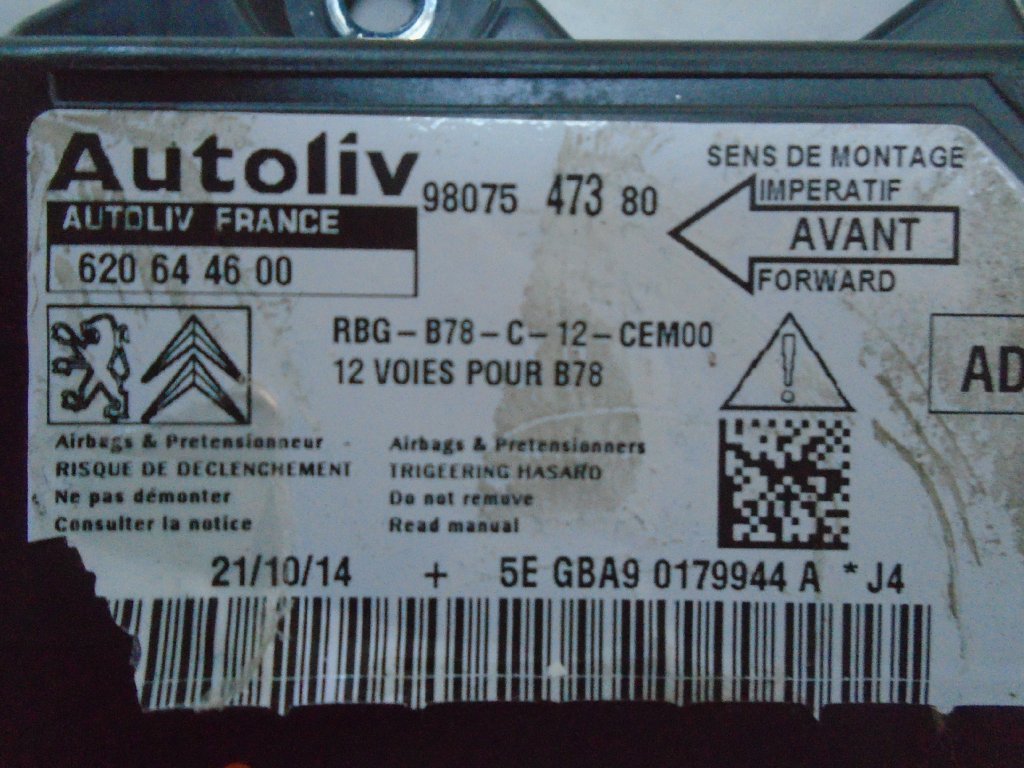 Autoliv
AUTOLIV FRANCE
620 64 46 00
98075 473 80
SENS DE MONTAGE
IMPERATIF
AVANT
FORWARD
RBG-B78-C-12-CEM00
12 VOIES POUR B78
!
AD
Airbags & Pretensionneur - Airbags & Pretensionners
RISQUE DE DECLENCHEMENT TRIGEERING HASARD
Ne pas démonter Do not remove
Consulter la notice Read manual
21/10/14 + 5E GBA9 0179944 A *J4